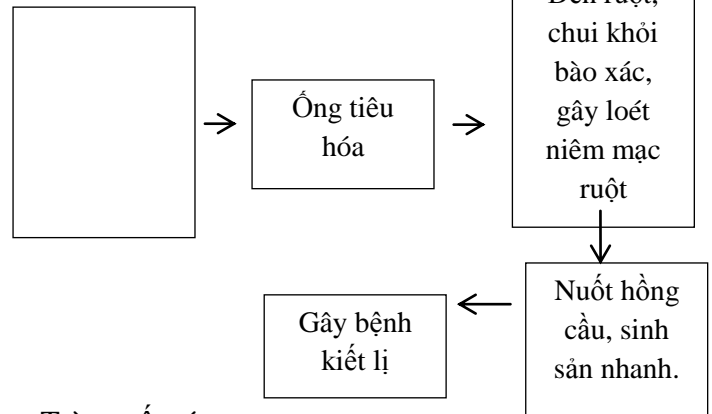 Ống tiêu
hóa
chui khỏi
bào xác,
gây loét
niêm mạc
ruột
Nuốt hồng
cầu, sinh
sản nhanh.
Gây bệnh
kiết lị